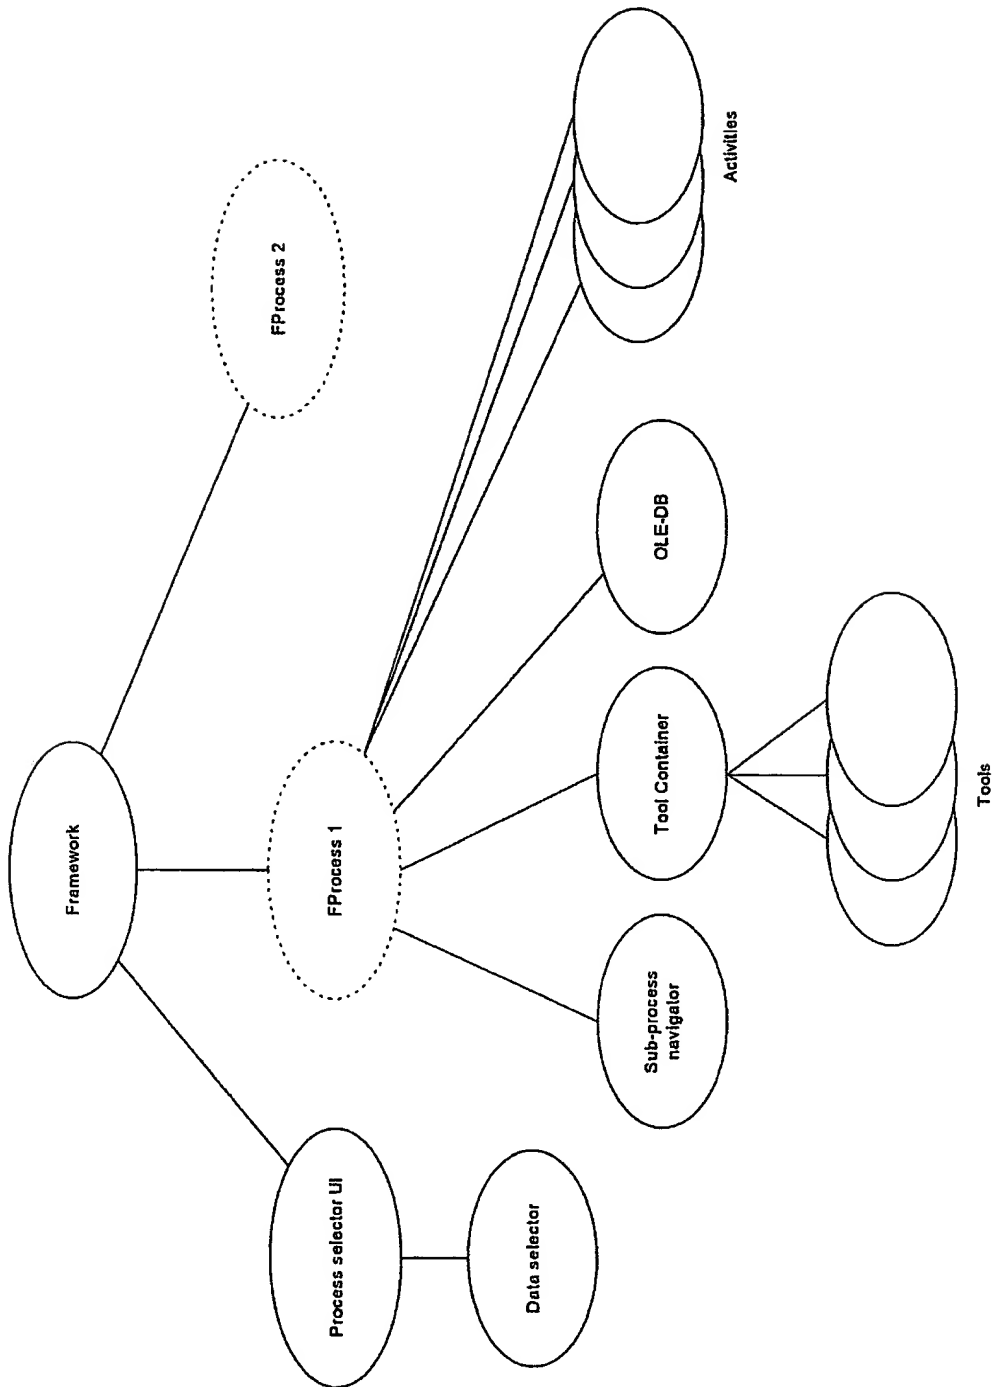 Framework
Process selector UI
FProcess 1
FProcess 2
Data selector
Sub-process
navigator
Tool Container
OLE-DB
Activities
Tools